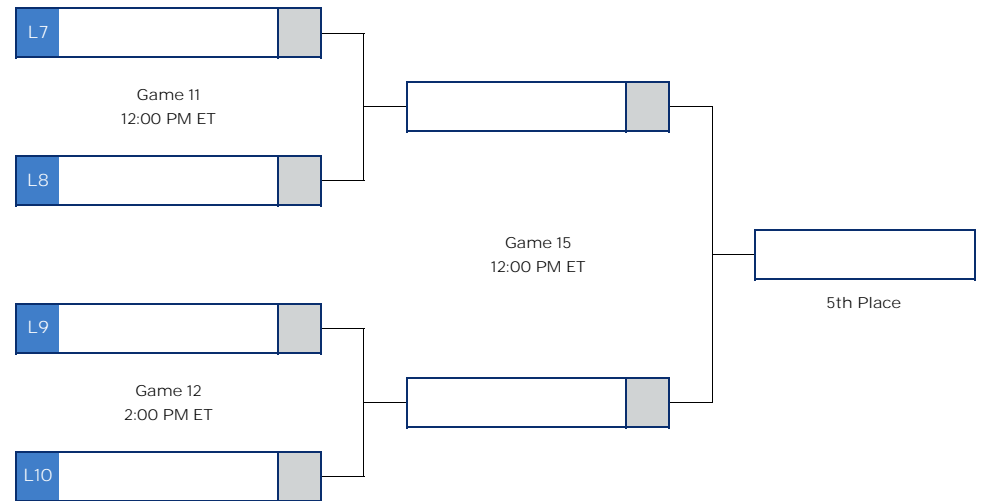 L7
Game 11
12:00 PM ET
L8
Game 15
12:00 PM ET
5th Place
L9
Game 12
2:00 PM ET
L10